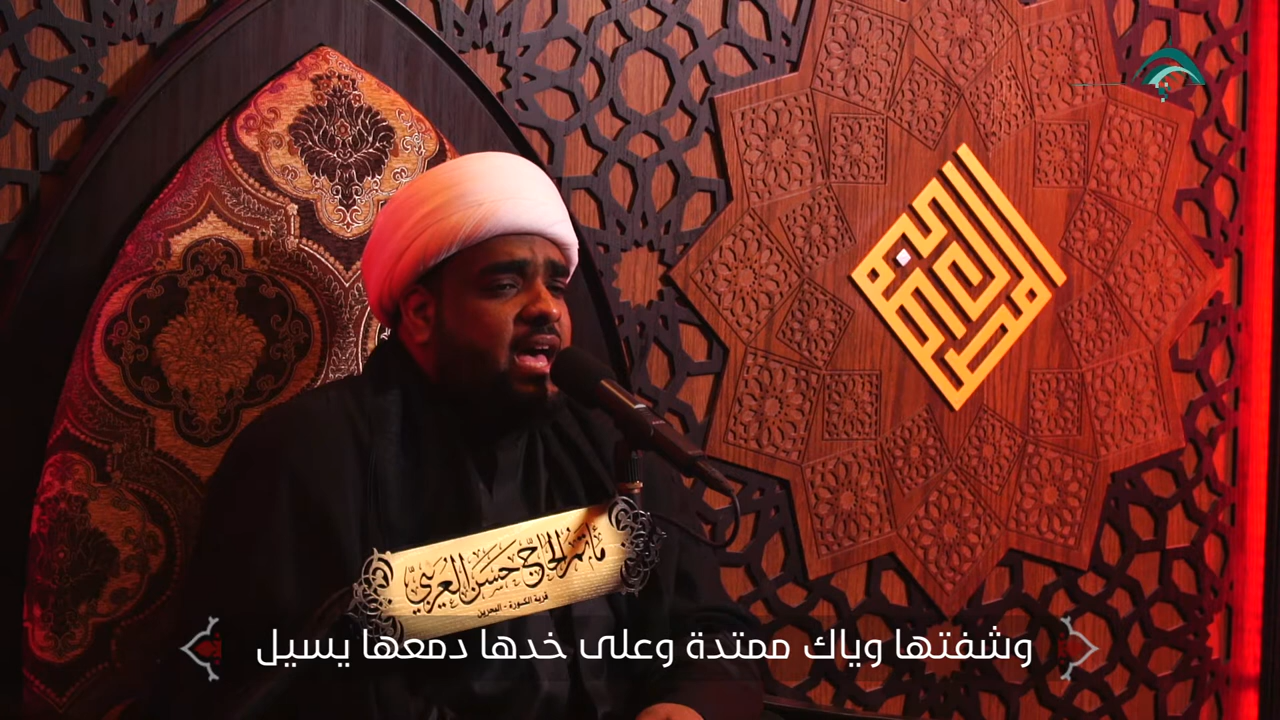 مأتم الحاج حسن العريبي
قرية الكورة - البحرين
وشفتها وياك ممتدة وعلى خدها دمعها يسيل